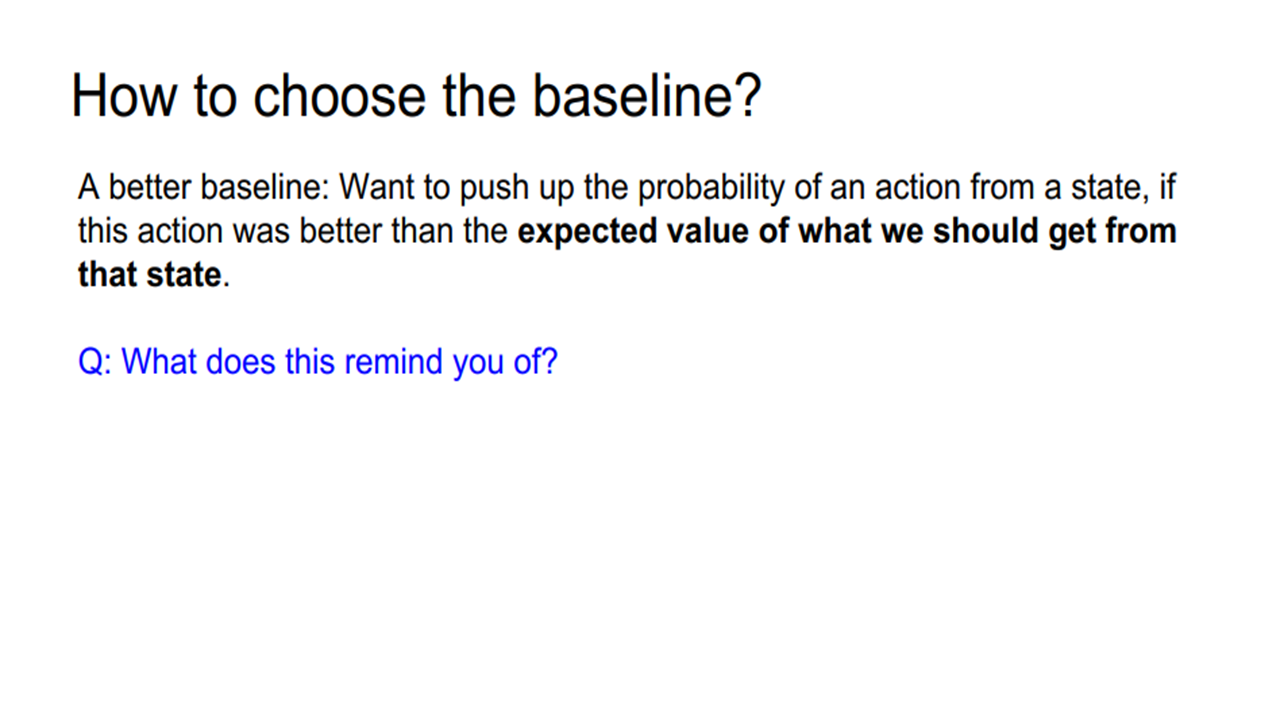 How to choose the baseline?
A better baseline: Want to push up the probability of an action from a state, if
this action was better than the expected value of what we should get from
that state.
Q: What does this remind you of?